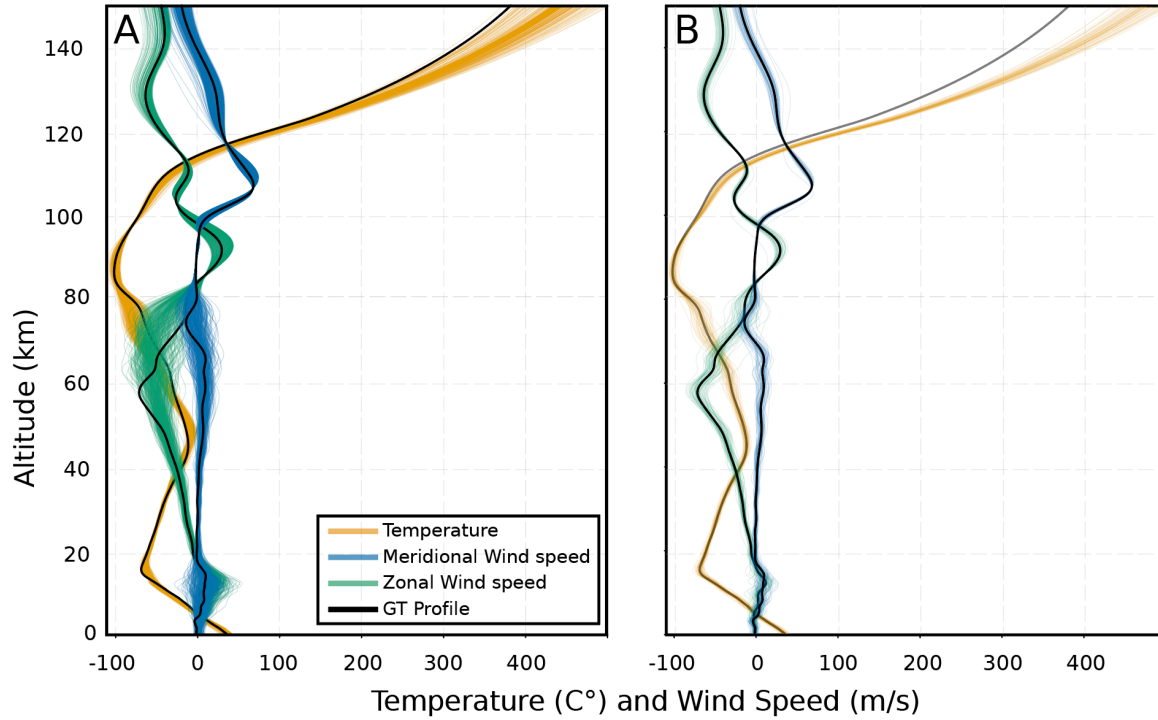 A
B
140
120
100
80
60
40
20
0
Altitude (km)
Temperature
Meridional Wind speed
Zonal Wind speed
GT Profile
-100 0 100 200 300 400
-100 0 100 200 300 400
Temperature (C°) and Wind Speed (m/s)